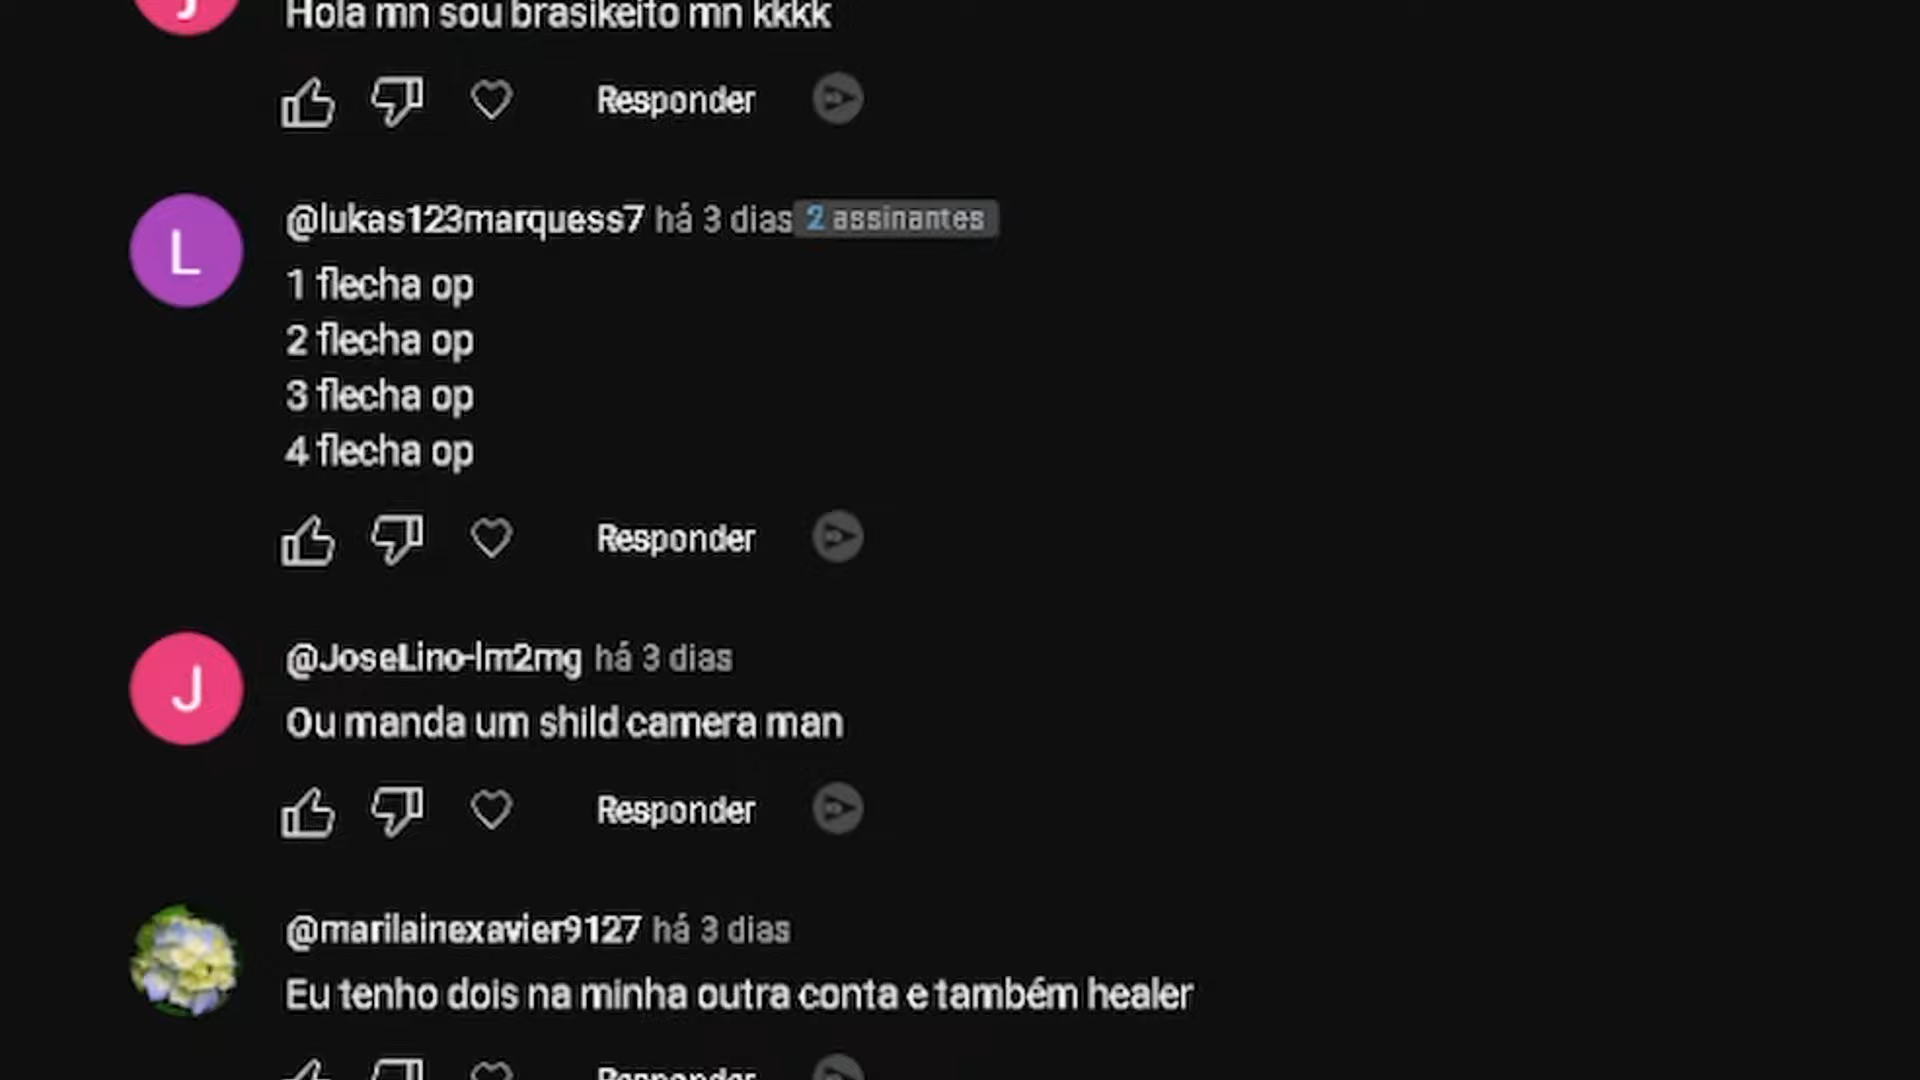 Hola mn sou brasikeito mn kkkk
Responder
L
@lukas123marquess7 há 3 dias 2 assinantes
1 flecha op
2 flecha op
3 flecha op
4 flecha op
Responder
J
@JoseLino-lm2mg há 3 dias
Ou manda um shild camera man
Responder
@marilainexavier9127 há 3 dias
Eu tenho dois na minha outra conta e também healer
Responder